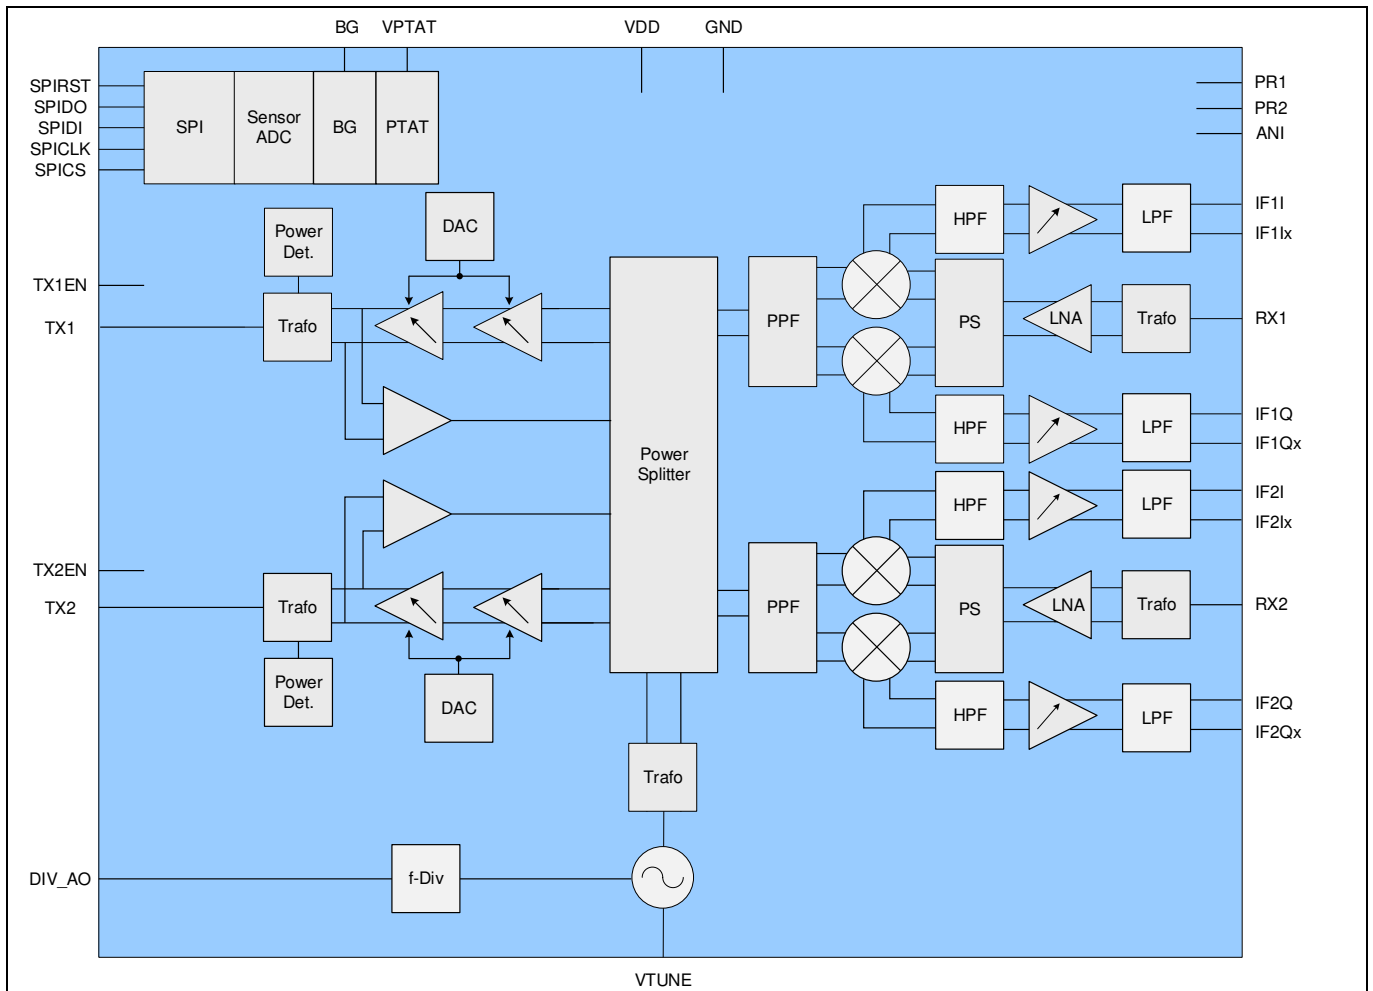 BG VPTAT VDD GND
SPIRST
SPIDO
SPIDI
SPICLK
SPICS
SPI
Sensor
ADC
BG
PTAT
PR1
PR2
ANI
Power
Det.
DAC
TX1EN
TX1
Trafo
HPF
LPF
IF1I
IF1Ix
PPF
PS
LNA
Trafo
RX1
HPF
LPF
IF1Q
IF1Qx
Power
Splitter
HPF
LPF
IF2I
IF2Ix
TX2EN
TX2
Trafo
PPF
PS
LNA
Trafo
RX2
Power
Det.
DAC
HPF
LPF
IF2Q
IF2Qx
Trafo
DIV_AO
f-Div
VTUNE